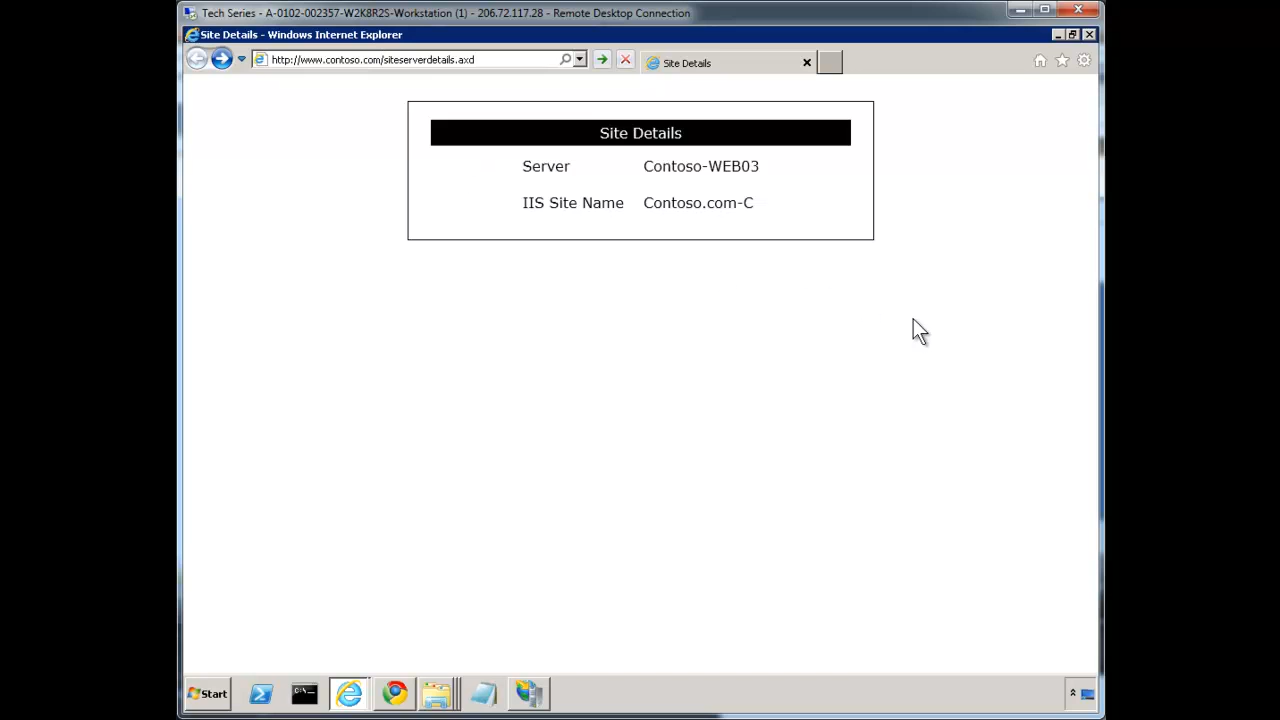 Tech Series - A-0102-002357-W2K8R2S-Workstation (1) - 206.72.117.28 - Remote Desktop Connection
Site Details - Windows Internet Explorer
http://www.contoso.com/siteserverdetails.axd
Site Details
Site Details
Server Contoso-WEB03
IIS Site Name Contoso.com-C
Start